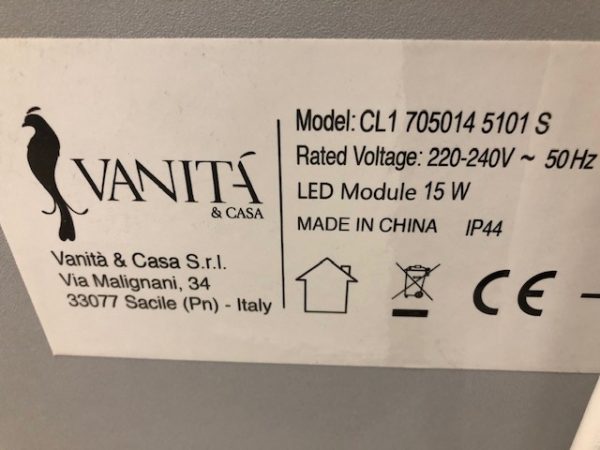 VANITÁ
& CASA
Vanità & Casa S.r.l.
Via Malignani, 34
33077 Sacile (Pn) - Italy
Model: CL1 705014 5101 S
Rated Voltage: 220-240V ~ 50Hz
LED Module 15 W
MADE IN CHINA IP44
CE